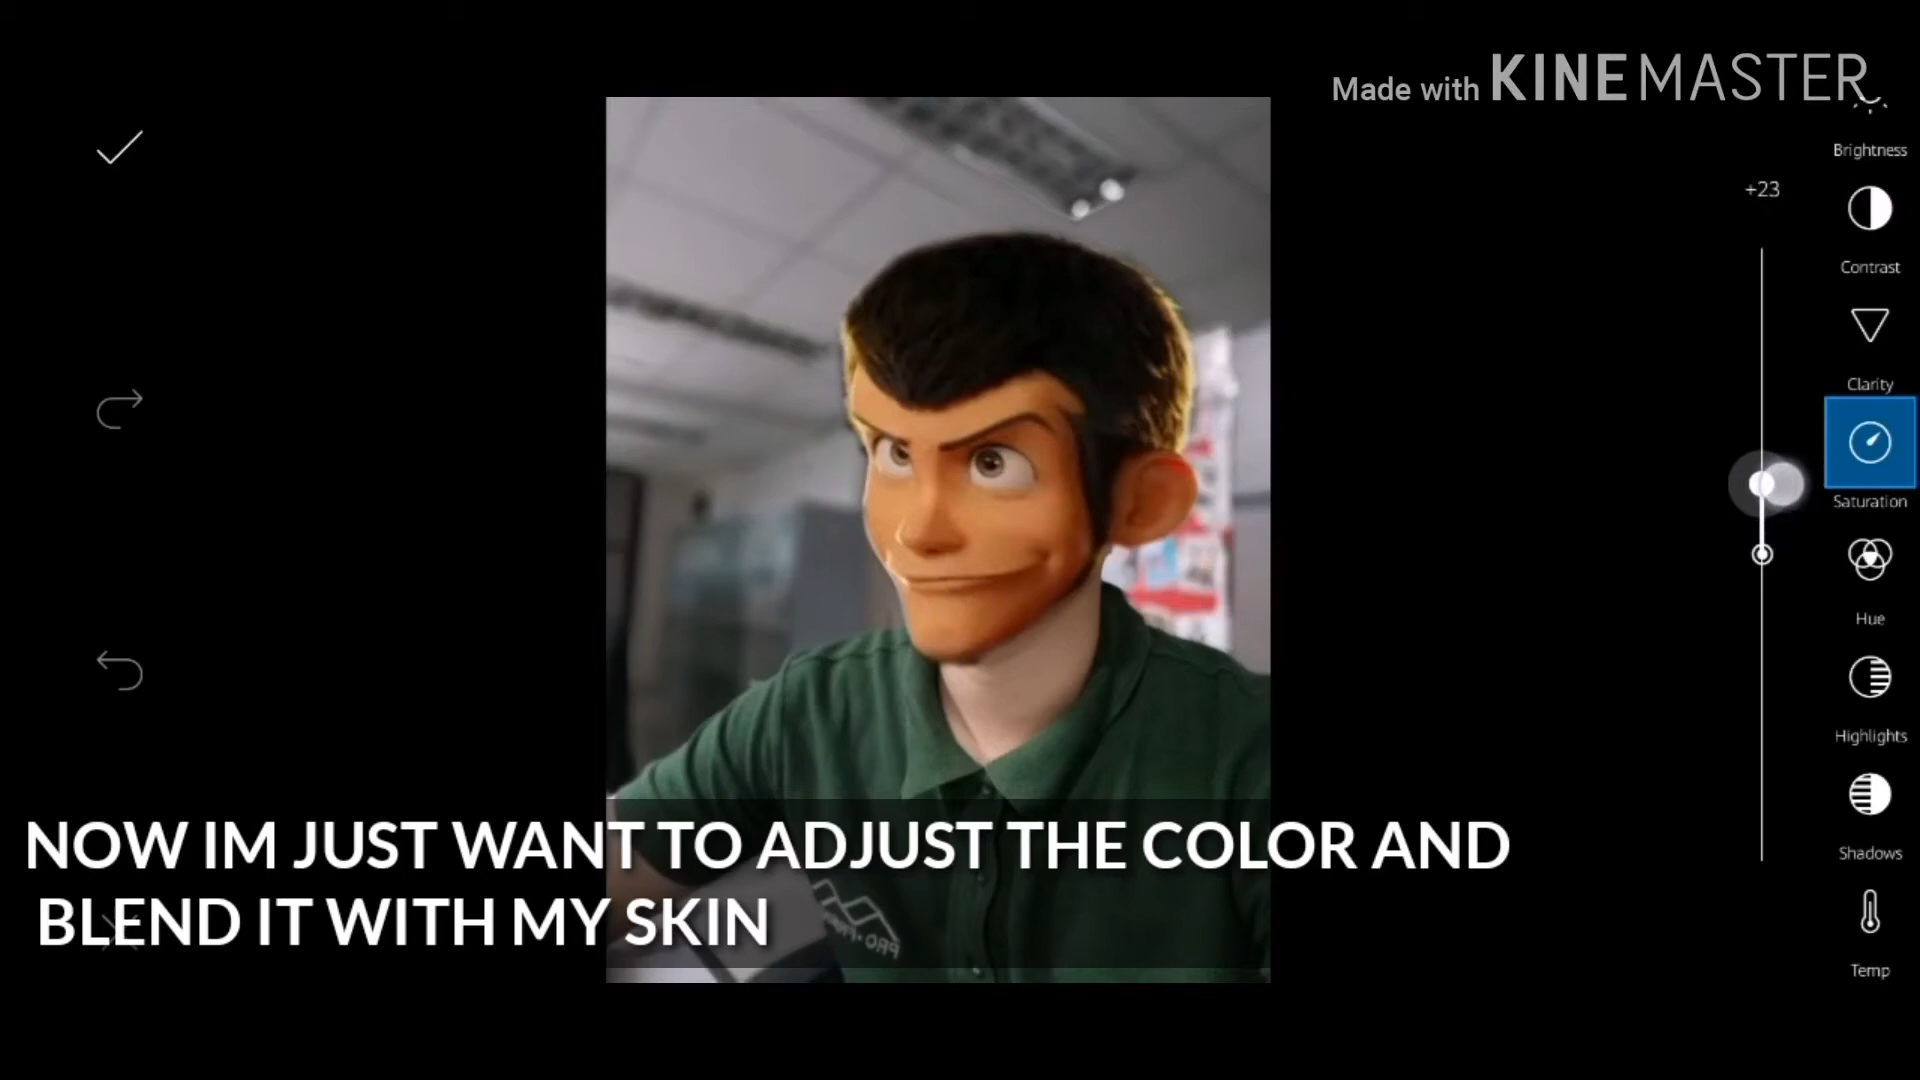 Made with KINEMASTER
Brightness
+23
Contrast
Clarity
Saturation
Hue
Highlights
Shadows
Temp
NOW IM JUST WANT TO ADJUST THE COLOR AND
BLEND IT WITH MY SKIN